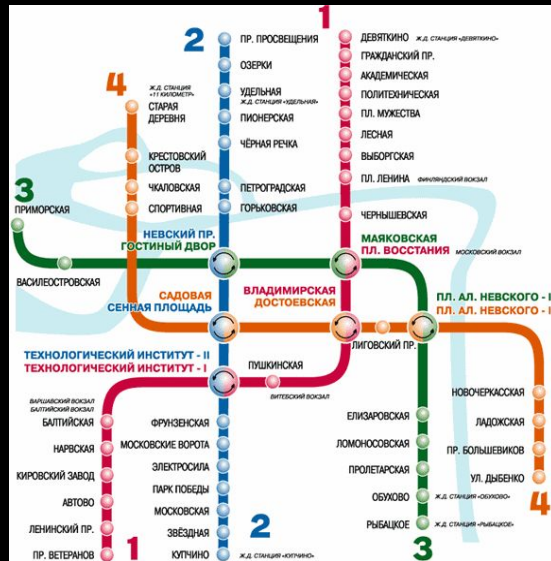 1
2
ДЕВЯТКИНО
Ж.Д. СТАНЦИЯ «ДЕВЯТКИНО»
ПР. ПРОСВЕЩЕНИЯ
ГРАЖДАНСКИЙ ПР.
ОЗЕРКИ
АКАДЕМИЧЕСКАЯ
4
Ж.Д. СТАНЦИЯ
«11 КИЛОМЕТР»
УДЕЛЬНАЯ
Ж.Д. СТАНЦИЯ «УДЕЛЬНАЯ»
ПОЛИТЕХНИЧЕСКАЯ
СТАРАЯ
ДЕРЕВНЯ
ПИОНЕРСКАЯ
ПЛ. МУЖЕСТВА
ЛЕСНАЯ
ЧЁРНАЯ РЕЧКА
КРЕСТОВСКИЙ
ОСТРОВ
ВЫБОРГСКАЯ
ПЛ. ЛЕНИНА
ФИНЛЯНДСКИЙ ВОКЗАЛ
3
ЧКАЛОВСКАЯ
ПЕТРОГРАДСКАЯ
ПРИМОРСКАЯ
СПОРТИВНАЯ
ГОРЬКОВСКАЯ
ЧЕРНЫШЕВСКАЯ
НЕВСКИЙ ПР.
ГОСТИНЫЙ ДВОР
МАЯКОВСКАЯ
ПЛ. ВОССТАНИЯ
МОСКОВСКИЙ ВОКЗАЛ
ВАСИЛЕОСТРОВСКАЯ
САДОВАЯ
СЕННАЯ ПЛОЩАДЬ
ВЛАДИМИРСКАЯ
ДОСТОЕВСКАЯ
ПЛ. АЛ. НЕВСКОГО - I
ПЛ. АЛ. НЕВСКОГО - I
ЛИГОВСКИЙ ПР.
ТЕХНОЛОГИЧЕСКИЙ ИНСТИТУТ - II
ТЕХНОЛОГИЧЕСКИЙ ИНСТИТУТ - I
ПУШКИНСКАЯ
ВИТЕБСКИЙ ВОКЗАЛ
ВАРШАВСКИЙ ВОКЗАЛ
БАЛТИЙСКИЙ ВОКЗАЛ
БАЛТИЙСКАЯ
ФРУНЗЕНСКАЯ
НОВОЧЕРКАССКАЯ
ЕЛИЗАРОВСКАЯ
ЛАДОЖСКАЯ
НАРВСКАЯ
МОСКОВСКИЕ ВОРОТА
ЛОМОНОСОВСКАЯ
ПР. БОЛЬШЕВИКОВ
КИРОВСКИЙ ЗАВОД
ЭЛЕКТРОСИЛА
ПРОЛЕТАРСКАЯ
УЛ. ДЫБЕНКО
4
АВТОВО
ПАРК ПОБЕДЫ
ОБУХОВО
Ж.Д. СТАНЦИЯ «ОБУХОВО»
МОСКОВСКАЯ
РЫБАЦКОЕ
Ж.Д. СТАНЦИЯ «РЫБАЦКОЕ»
ЛЕНИНСКИЙ ПР.
ЗВЁЗДНАЯ
2
ПР. ВЕТЕРАНОВ
1
КУПЧИНО
Ж.Д. СТАНЦИЯ «КУПЧИНО»
3